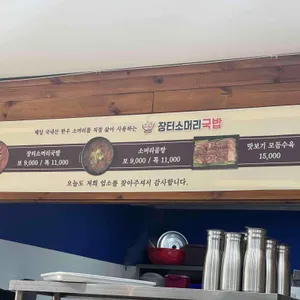 매일 국내산 한우 소머리를 직접 삶아 사용하는 장터소머리국밥
장터소머리국밥
보 9,000 / 특 11,000
소머리곰탕
보 9,000 / 특 11,000
맛보기 모듬수육
15,000
오늘도 저희 업소를 찾아주셔서 감사합니다.